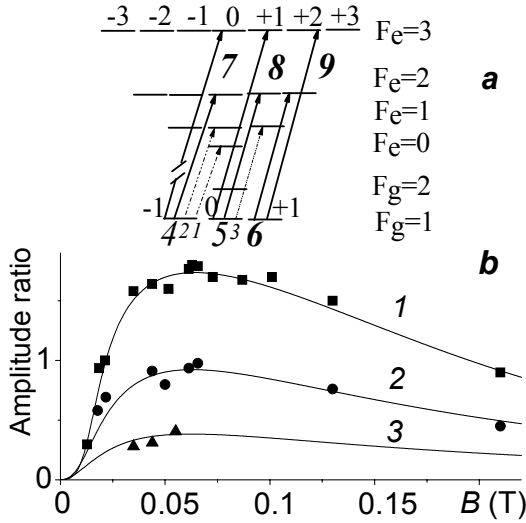 -3 -2 -1 0 +1 +2 +3 Fe=3
7 8 9 a
Fe=2
Fe=1
Fe=0
Fg=2
-1 0 +1
4 2 1 5 3 6 Fg=1
b
Amplitude ratio
1
0
1
2
3
0 0.05 0.1 0.15 B (T)